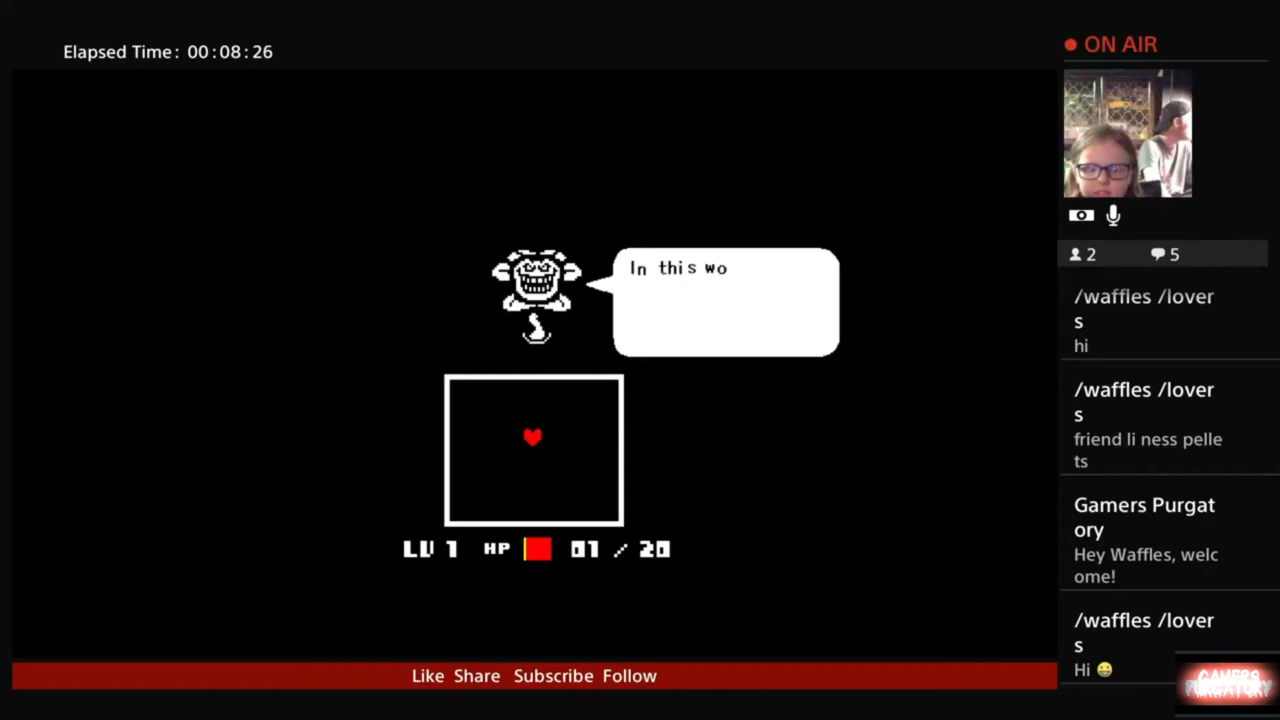 Elapsed Time: 00:08:26
ON AIR
In this wo
LV 1 HP 01 / 20
2 5
/waffles /lover
s
hi
/waffles /lover
s
friend li ness pelle
ts
Gamers Purgat
ory
Hey Waffles, welc
ome!
/waffles /lover
s
Hi 😀
Like Share Subscribe Follow
GAMERS
PURGATORY